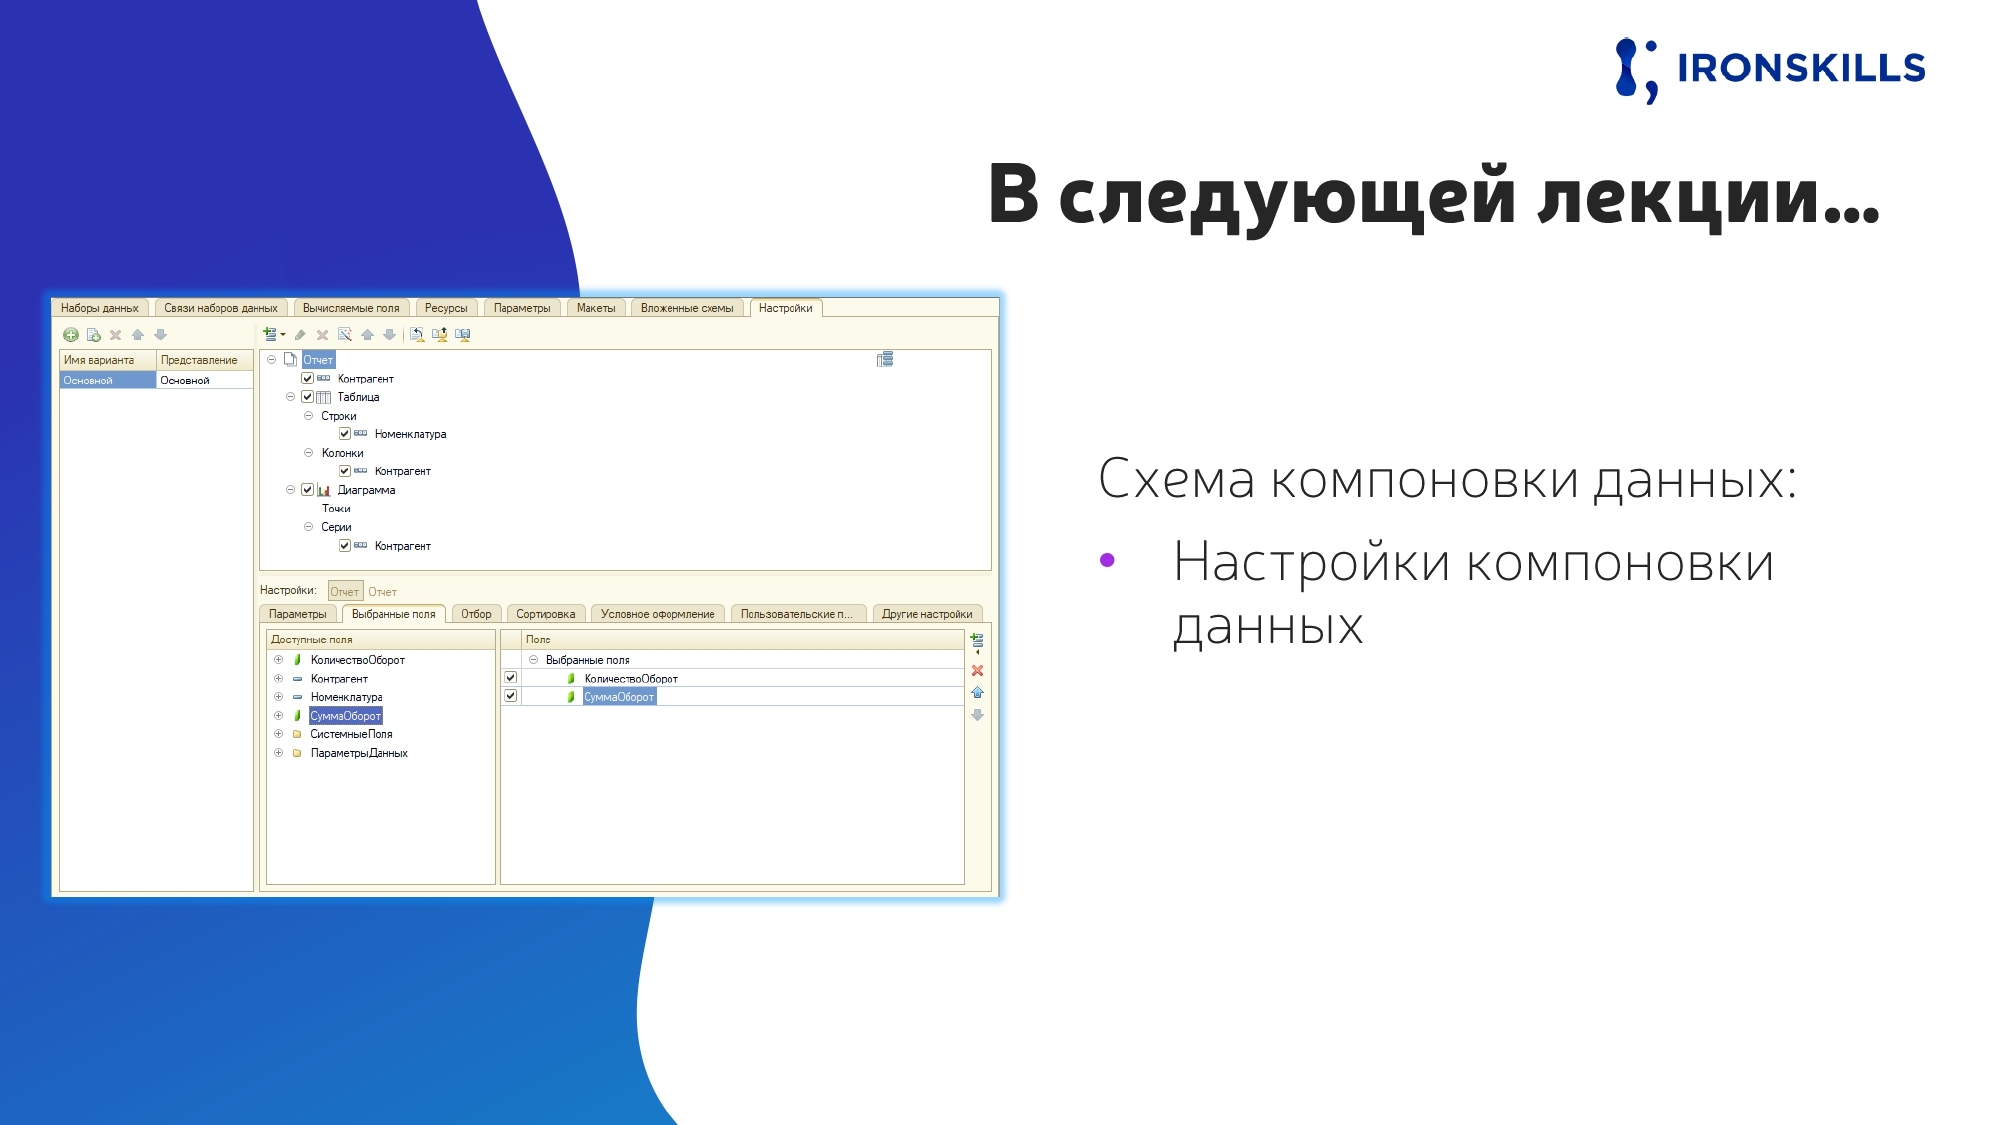 IRONSKILLS
В следующей лекции...
Наборы данных Связи наборов данных Вычисляемые поля Ресурсы Параметры Макеты Вложенные схемы Настройки
Имя варианта Представление
Основной Основной
Отчет
Контрагент
Таблица
Строки
Номенклатура
Колонки
Контрагент
Диаграмма
Точки
Серии
Контрагент
Настройки: Отчет Отчет
Параметры Выбранные поля Отбор Сортировка Условное оформление Пользовательские п... Другие настройки
Доступные поля
КоличествоОборот
Контрагент
Номенклатура
СуммаОборот
СистемныеПоля
ПараметрыДанных
Поле
Выбранные поля
КоличествоОборот
СуммаОборот
Схема компоновки данных:
• Настройки компоновки
данных